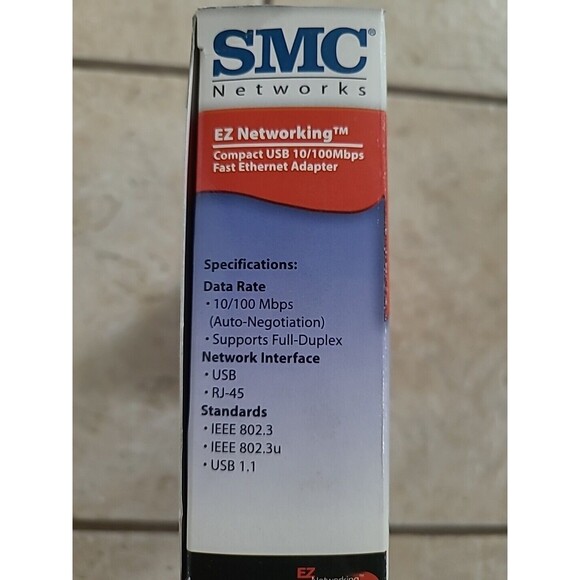 SMC®
Networks
EZ Networking™
Compact USB 10/100Mbps
Fast Ethernet Adapter
Specifications:
Data Rate
• 10/100 Mbps
(Auto-Negotiation)
• Supports Full-Duplex
Network Interface
• USB
• RJ-45
Standards
• IEEE 802.3
• IEEE 802.3u
• USB 1.1
EZ
Networking™